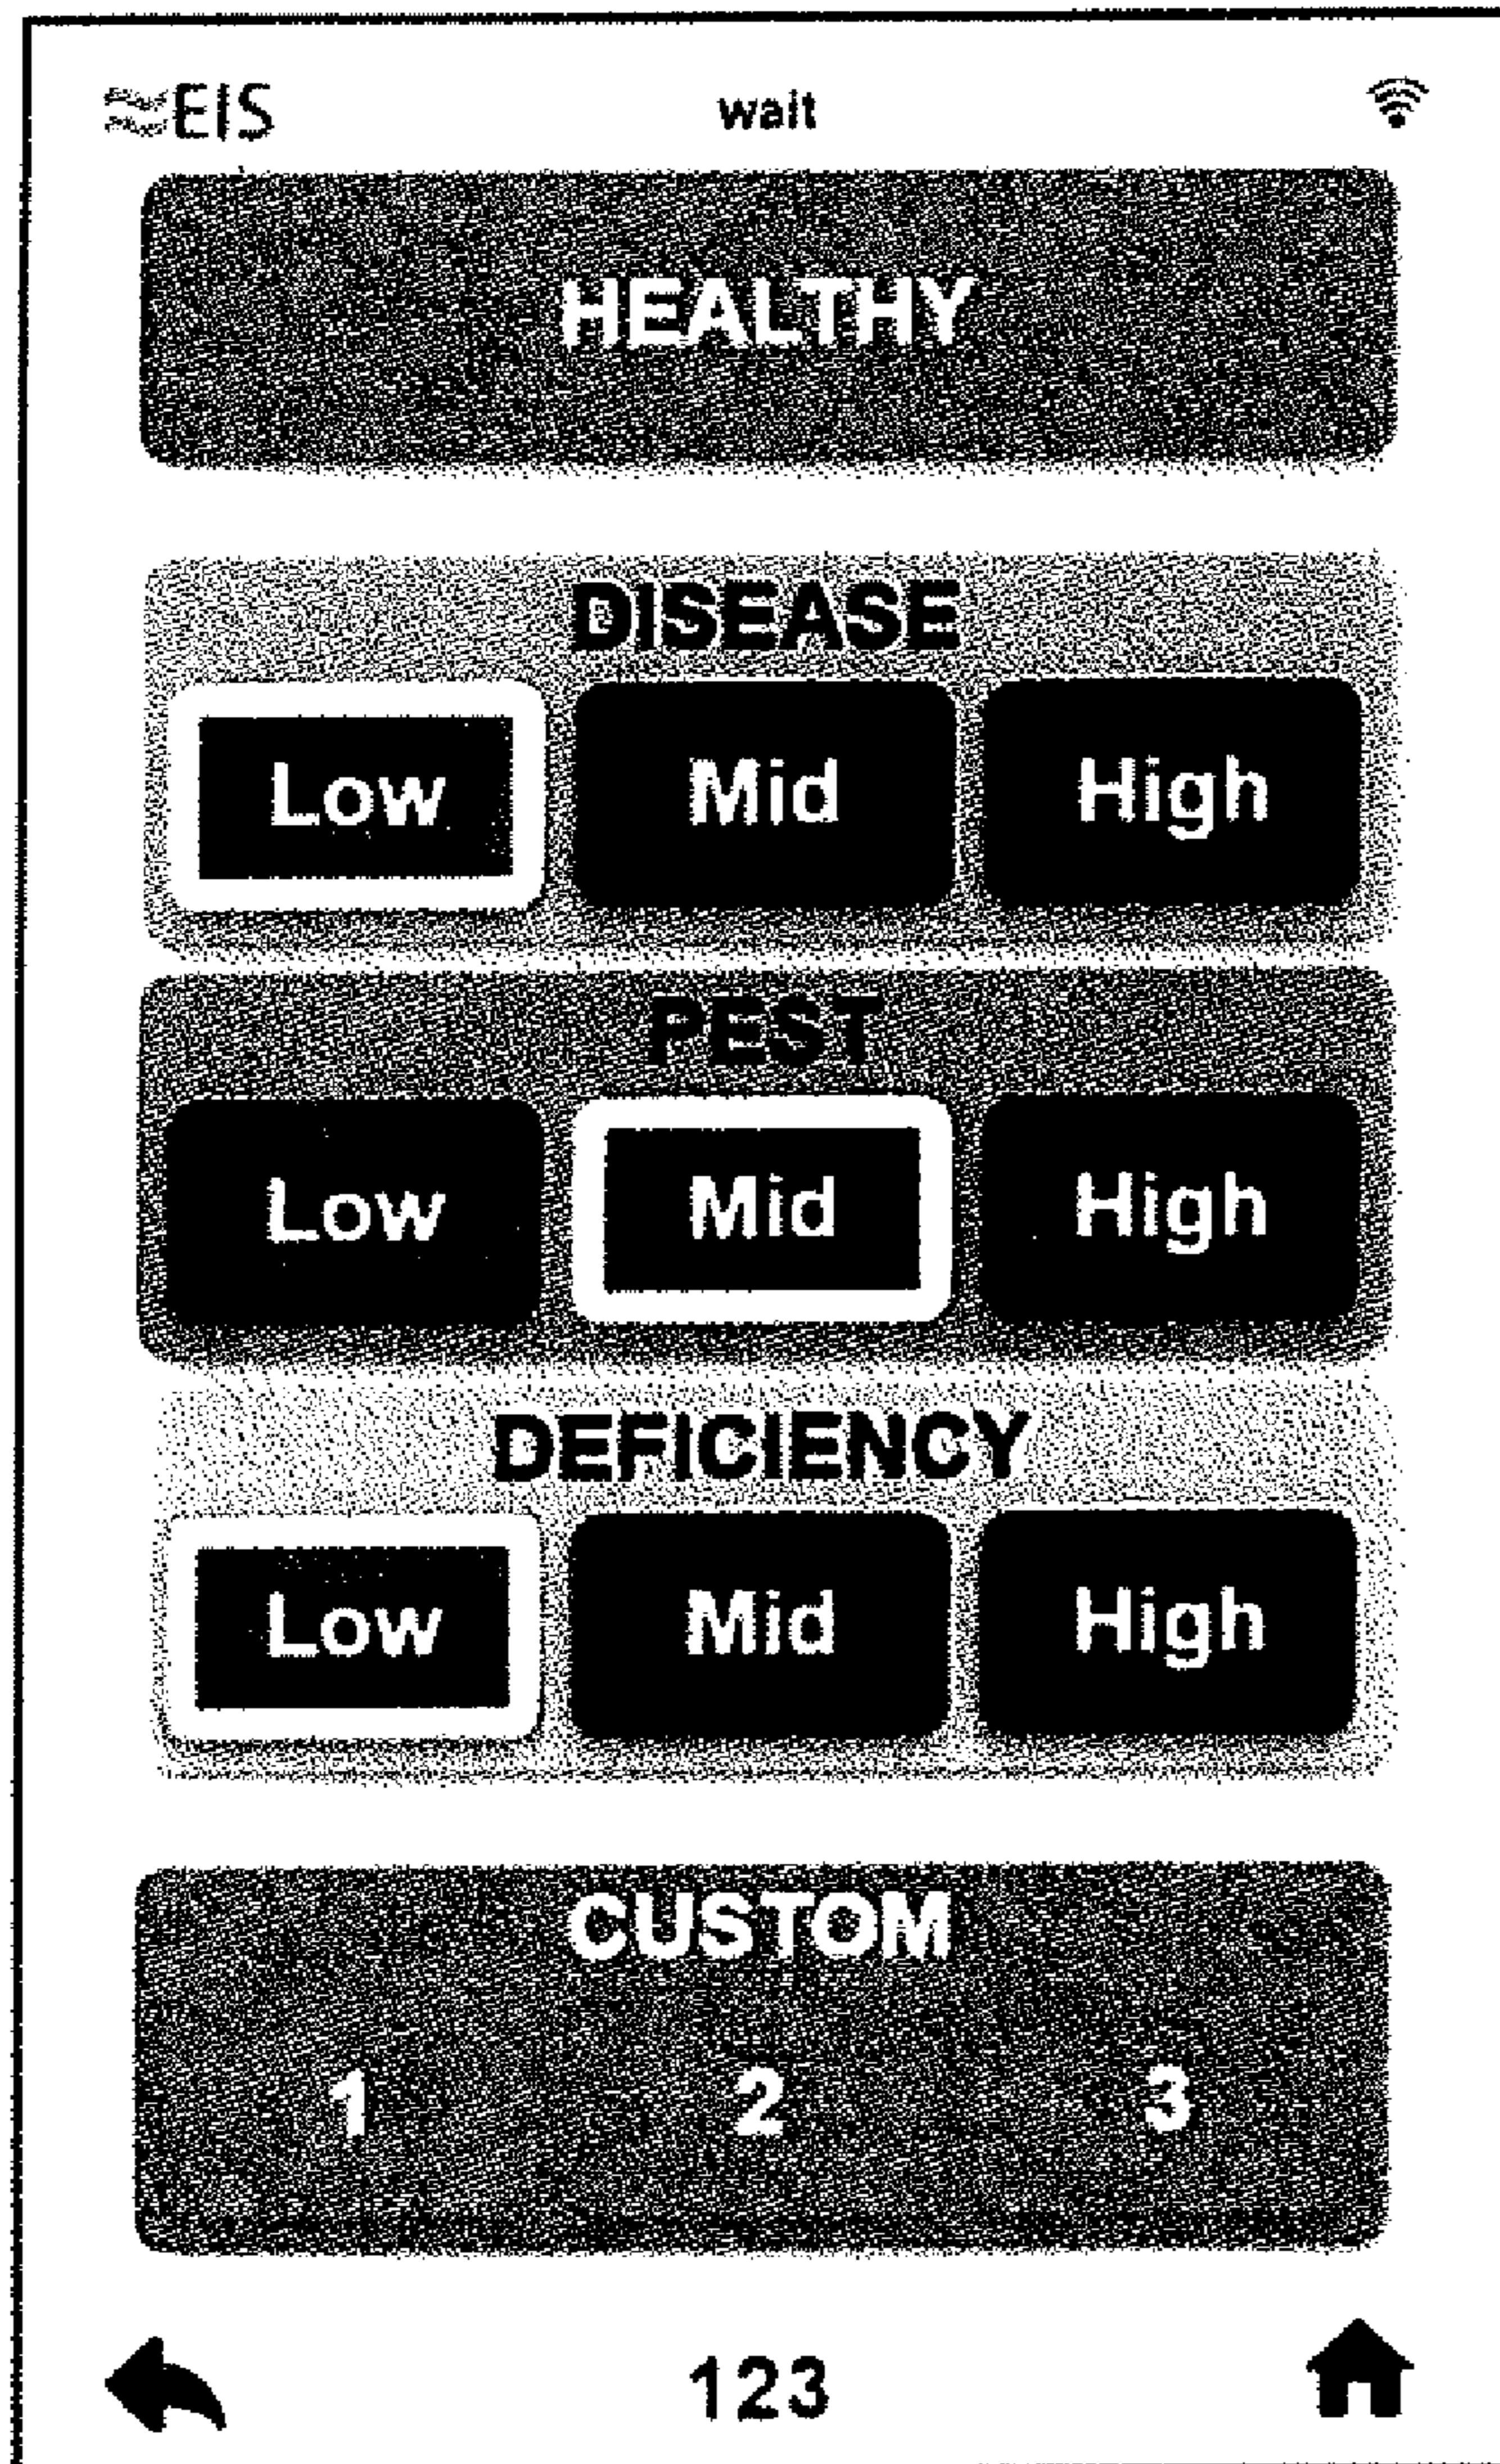 EIS wait
HEALTHY
DISEASE
Low Mid High
PEST
Low Mid High
DEFICIENCY
Low Mid High
CUSTOM
1 2 3
123